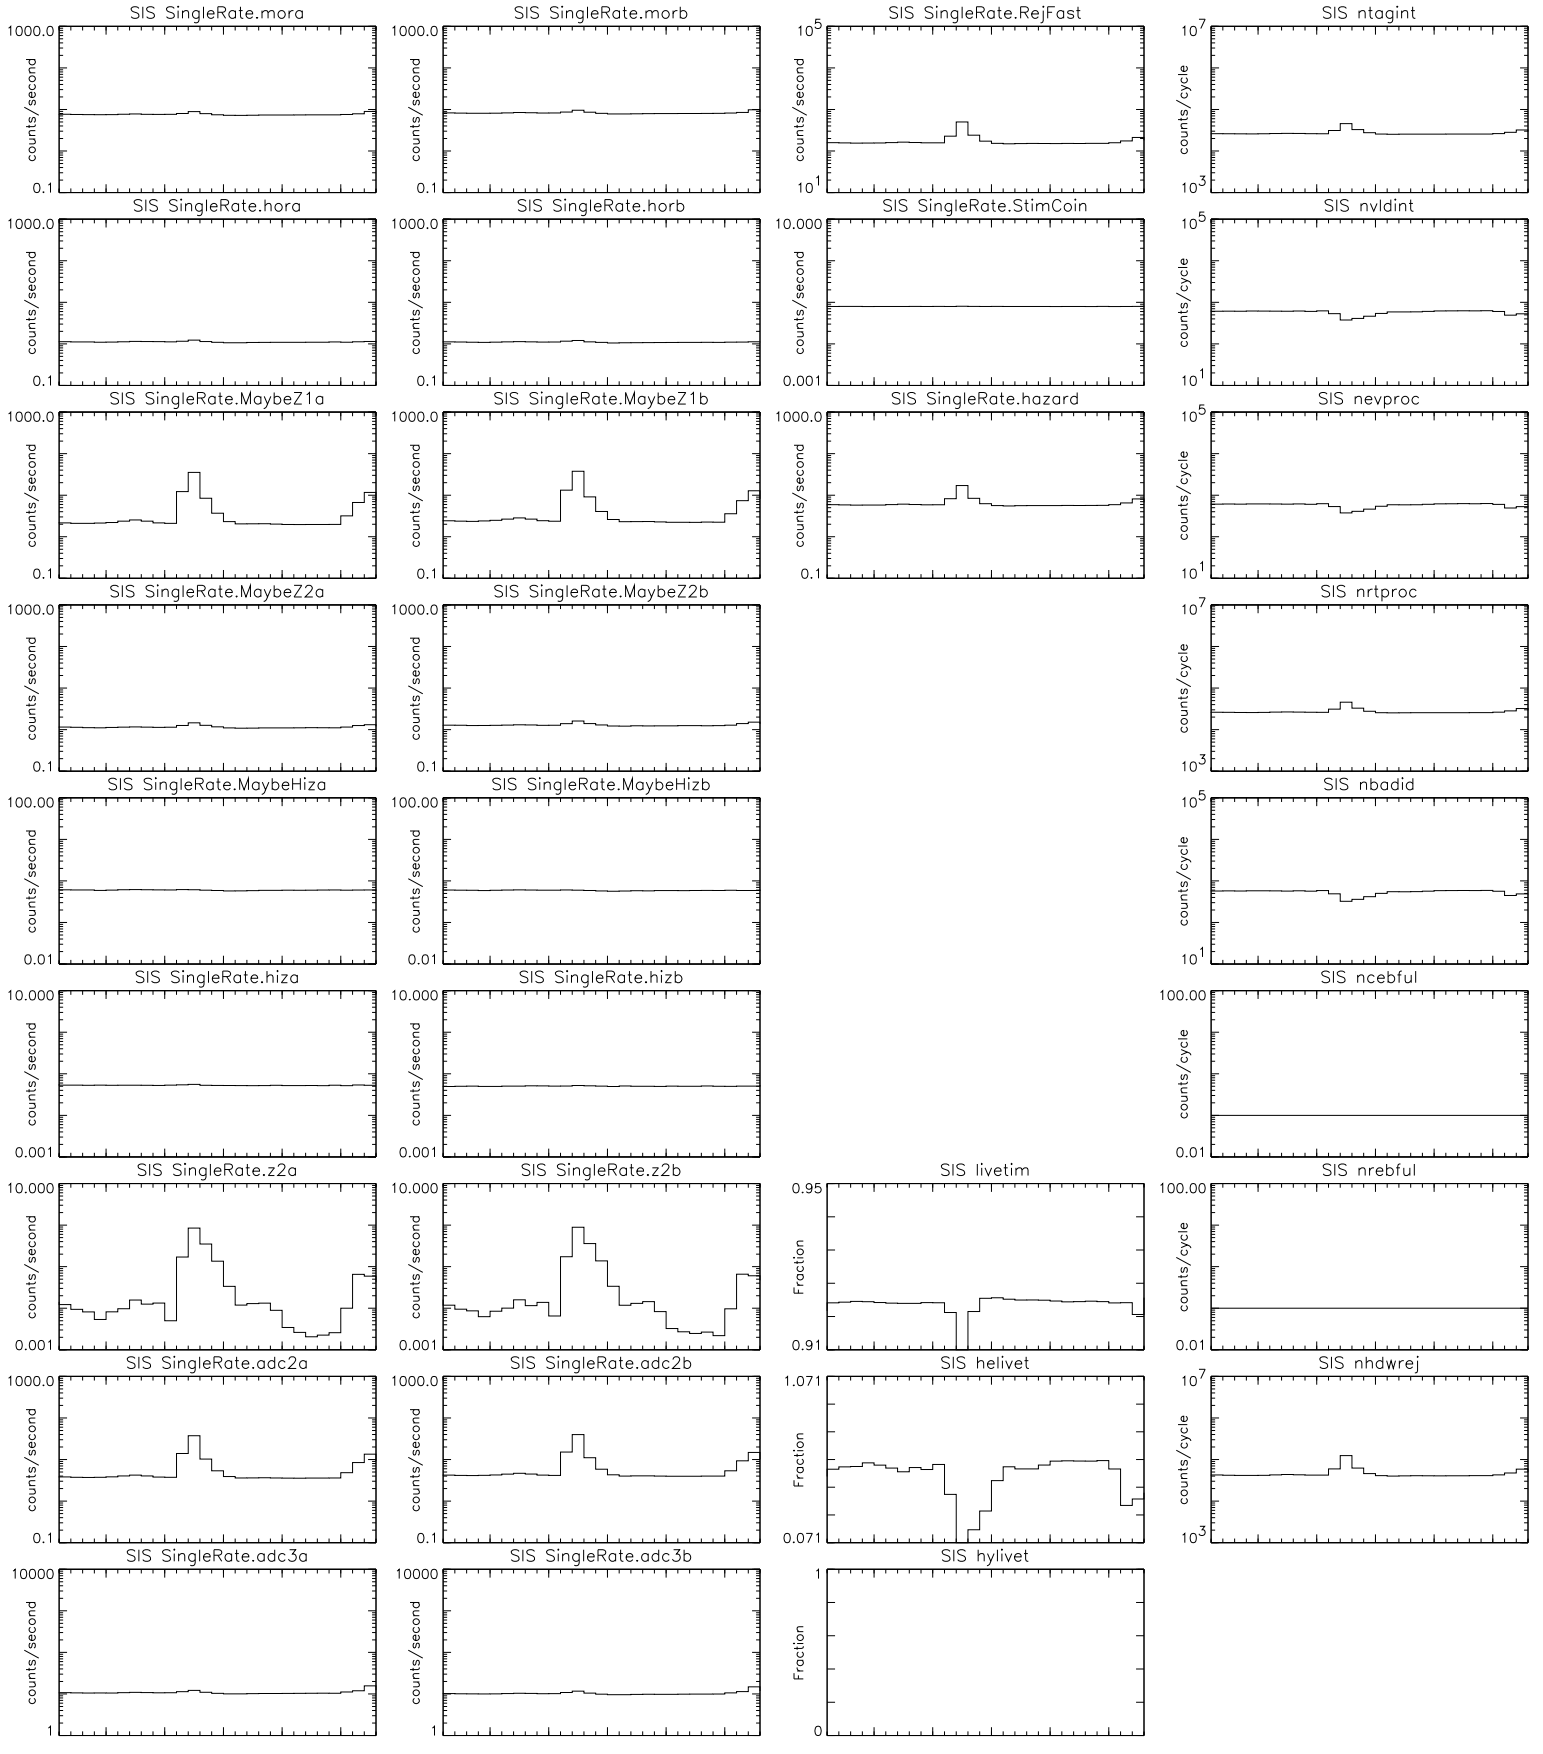 SIS SingleRate.mora
1000.0
counts/second
0.1
SIS SingleRate.morb
1000.0
counts/second
0.1
SIS SingleRate.RejFast
10^5
counts/second
10^1
SIS ntagint
10^7
counts/cycle
10^3
SIS SingleRate.hora
1000.0
counts/second
0.1
SIS SingleRate.horb
1000.0
counts/second
0.1
SIS SingleRate.StimCoin
10.000
counts/second
0.001
SIS nvldint
10^5
counts/cycle
10^1
SIS SingleRate.MaybeZ1a
1000.0
counts/second
0.1
SIS SingleRate.MaybeZ1b
1000.0
counts/second
0.1
SIS SingleRate.hazard
1000.0
counts/second
0.1
SIS nevproc
10^5
counts/cycle
10^1
SIS SingleRate.MaybeZ2a
1000.0
counts/second
0.1
SIS SingleRate.MaybeZ2b
1000.0
counts/second
0.1
SIS nrtproc
10^7
counts/cycle
10^3
SIS SingleRate.MaybeHiza
100.00
counts/second
0.01
SIS SingleRate.MaybeHizb
100.00
counts/second
0.01
SIS nbadid
10^5
counts/cycle
10^1
SIS SingleRate.hiza
10.000
counts/second
0.001
SIS SingleRate.hizb
10.000
counts/second
0.001
SIS ncebful
100.00
counts/cycle
0.01
SIS SingleRate.z2a
10.000
counts/second
0.001
SIS SingleRate.z2b
10.000
counts/second
0.001
SIS livetim
0.95
Fraction
0.91
SIS nrebful
100.00
counts/cycle
0.01
SIS SingleRate.adc2a
1000.0
counts/second
0.1
SIS SingleRate.adc2b
1000.0
counts/second
0.1
SIS helivet
1.071
Fraction
0.071
SIS nhdwrej
10^7
counts/cycle
10^3
SIS SingleRate.adc3a
10000
counts/second
1
SIS SingleRate.adc3b
10000
counts/second
1
SIS hylivet
1
Fraction
0